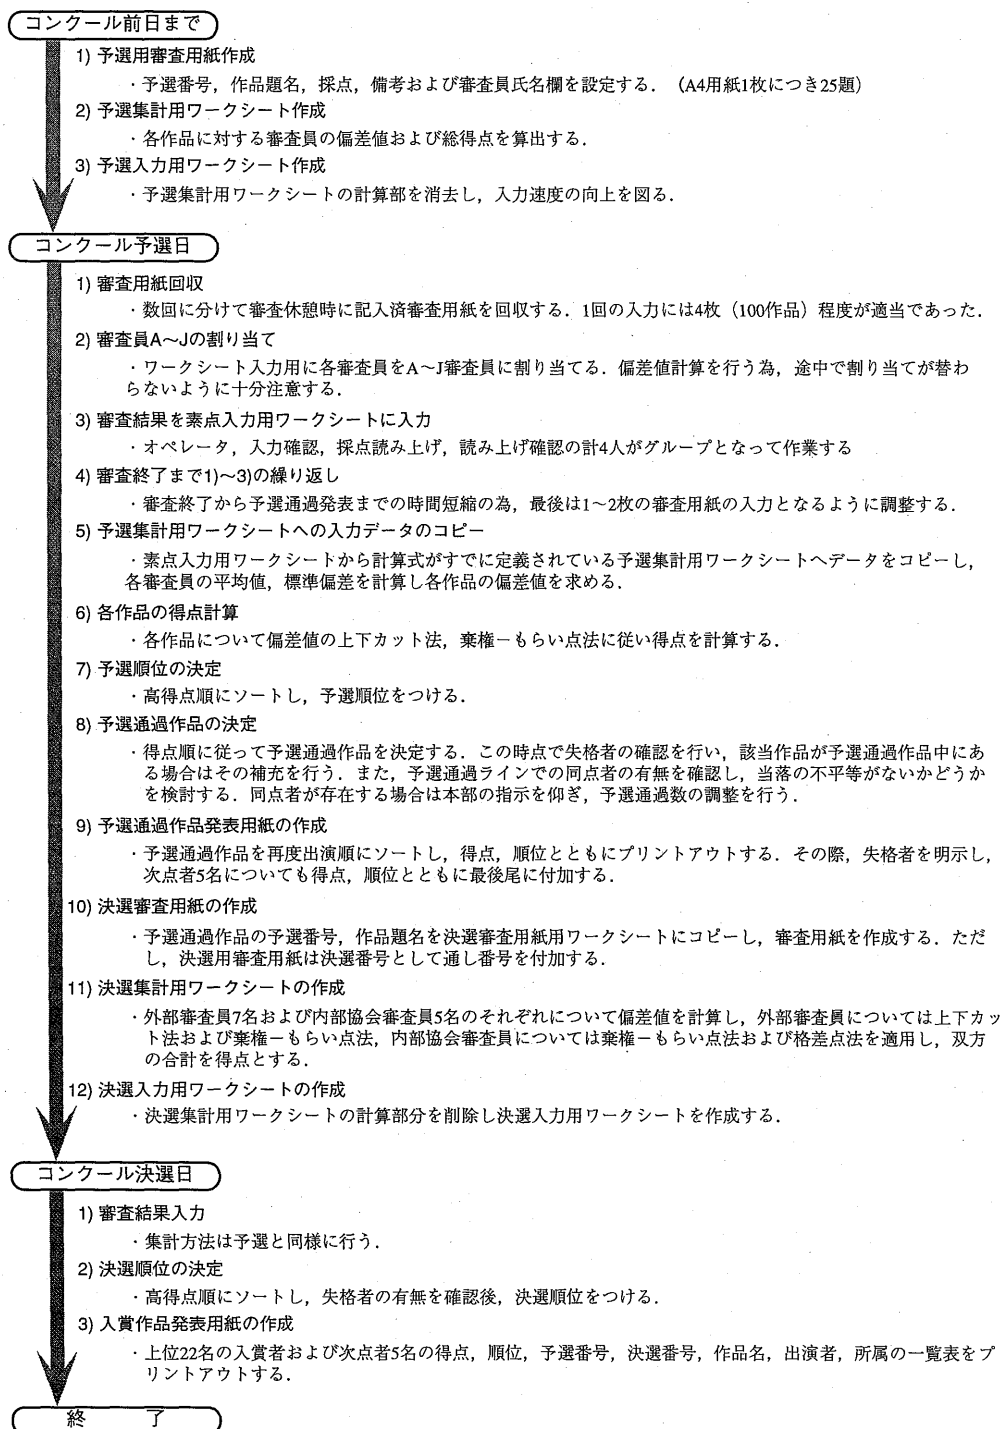 コンクール前日まで
1) 予選用審査用紙作成
・予選番号，作品題名，採点，備考および審査員氏名欄を設定する．（A4用紙1枚につき25題）
2) 予選集計用ワークシート作成
・各作品に対する審査員の偏差値および総得点を算出する．
3) 予選入力用ワークシート作成
・予選集計用ワークシートの計算部を消去し，入力速度の向上を図る．
コンクール予選日
1) 審査用紙回収
・数回に分けて審査休憩時に記入済審査用紙を回収する．1回の入力には4枚（100作品）程度が適当であった．
2) 審査員A〜Jの割り当て
・ワークシート入力用に各審査員をA〜J審査員に割り当てる．偏差値計算を行う為，途中で割り当てが替わ
らないように十分注意する．
3) 審査結果を素点入力用ワークシートに入力
・オペレータ，入力確認，採点読み上げ，読み上げ確認の計4人がグループとなって作業する
4) 審査終了まで1)〜3)の繰り返し
・審査終了から予選通過発表までの時間短縮の為，最後は1〜2枚の審査用紙の入力となるように調整する．
5) 予選集計用ワークシートへの入力データのコピー
・素点入力用ワークシードから計算式がすでに定義されている予選集計用ワークシートへデータをコピーし，
各審査員の平均値，標準偏差を計算し各作品の偏差値を求める．
6) 各作品の得点計算
・各作品について偏差値の上下カット法，棄権－もらい点法に従い得点を計算する．
7) 予選順位の決定
・高得点順にソートし，予選順位をつける．
8) 予選通過作品の決定
・得点順に従って予選通過作品を決定する．この時点で失格者の確認を行い，該当作品が予選通過作品中にあ
る場合はその補充を行う．また，予選通過ラインでの同点者の有無を確認し，当落の不平等がないかどうか
を検討する．同点者が存在する場合は本部の指示を仰ぎ，予選通過数の調整を行う．
9) 予選通過作品発表用紙の作成
・予選通過作品を再度出演順にソートし，得点，順位とともにプリントアウトする．その際，失格者を明示し，
次点者5名についても得点，順位とともに最後尾に付加する．
10) 決選審査用紙の作成
・予選通過作品の予選番号，作品題名を決選審査用紙用ワークシートにコピーし，審査用紙を作成する．ただ
し，決選用審査用紙は決選番号として通し番号を付加する．
11) 決選集計用ワークシートの作成
・外部審査員7名および内部協会審査員5名のそれぞれについて偏差値を計算し，外部審査員については上下カッ
ト法および棄権－もらい点法，内部協会審査員については棄権－もらい点法および格差点法を適用し，双方
の合計を得点とする．
12) 決選入力用ワークシートの作成
・決選集計用ワークシートの計算部分を削除し決選入力用ワークシートを作成する．
コンクール決選日
1) 審査結果入力
・集計方法は予選と同様に行う．
2) 決選順位の決定
・高得点順にソートし，失格者の有無を確認後，決選順位をつける．
3) 入賞作品発表用紙の作成
・上位22名の入賞者および次点者5名の得点，順位，予選番号，決選番号，作品名，出演者，所属の一覧表をプ
リントアウトする．
終　了